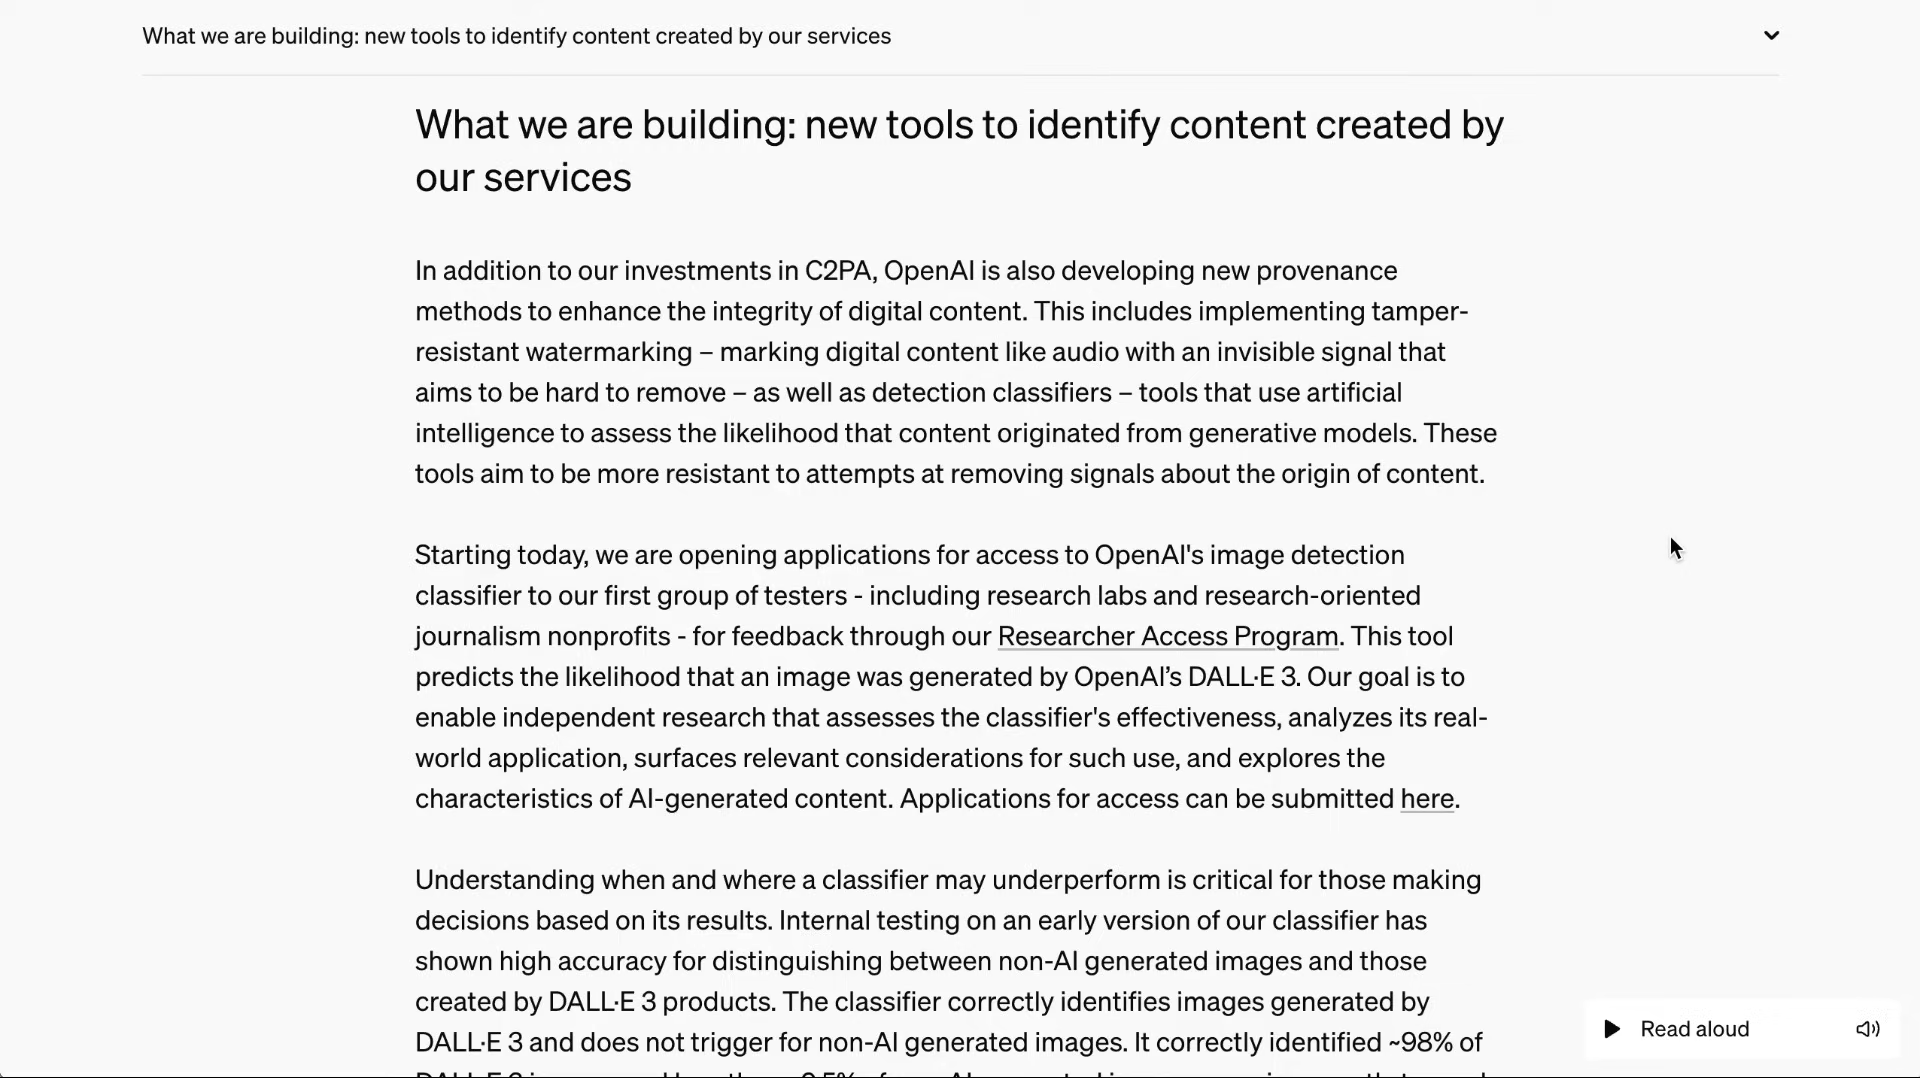 What we are building: new tools to identify content created by our services
What we are building: new tools to identify content created by
our services
In addition to our investments in C2PA, OpenAI is also developing new provenance
methods to enhance the integrity of digital content. This includes implementing tamper-
resistant watermarking – marking digital content like audio with an invisible signal that
aims to be hard to remove – as well as detection classifiers – tools that use artificial
intelligence to assess the likelihood that content originated from generative models. These
tools aim to be more resistant to attempts at removing signals about the origin of content.
Starting today, we are opening applications for access to OpenAI's image detection
classifier to our first group of testers - including research labs and research-oriented
journalism nonprofits - for feedback through our Researcher Access Program. This tool
predicts the likelihood that an image was generated by OpenAI’s DALL·E 3. Our goal is to
enable independent research that assesses the classifier's effectiveness, analyzes its real-
world application, surfaces relevant considerations for such use, and explores the
characteristics of AI-generated content. Applications for access can be submitted here.
Understanding when and where a classifier may underperform is critical for those making
decisions based on its results. Internal testing on an early version of our classifier has
shown high accuracy for distinguishing between non-AI generated images and those
created by DALL·E 3 products. The classifier correctly identifies images generated by
DALL·E 3 and does not trigger for non-AI generated images. It correctly identified ~98% of
Read aloud